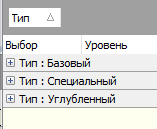 Тип
Выбор Уровень
Тип : Базовый
Тип : Специальный
Тип : Углубленный